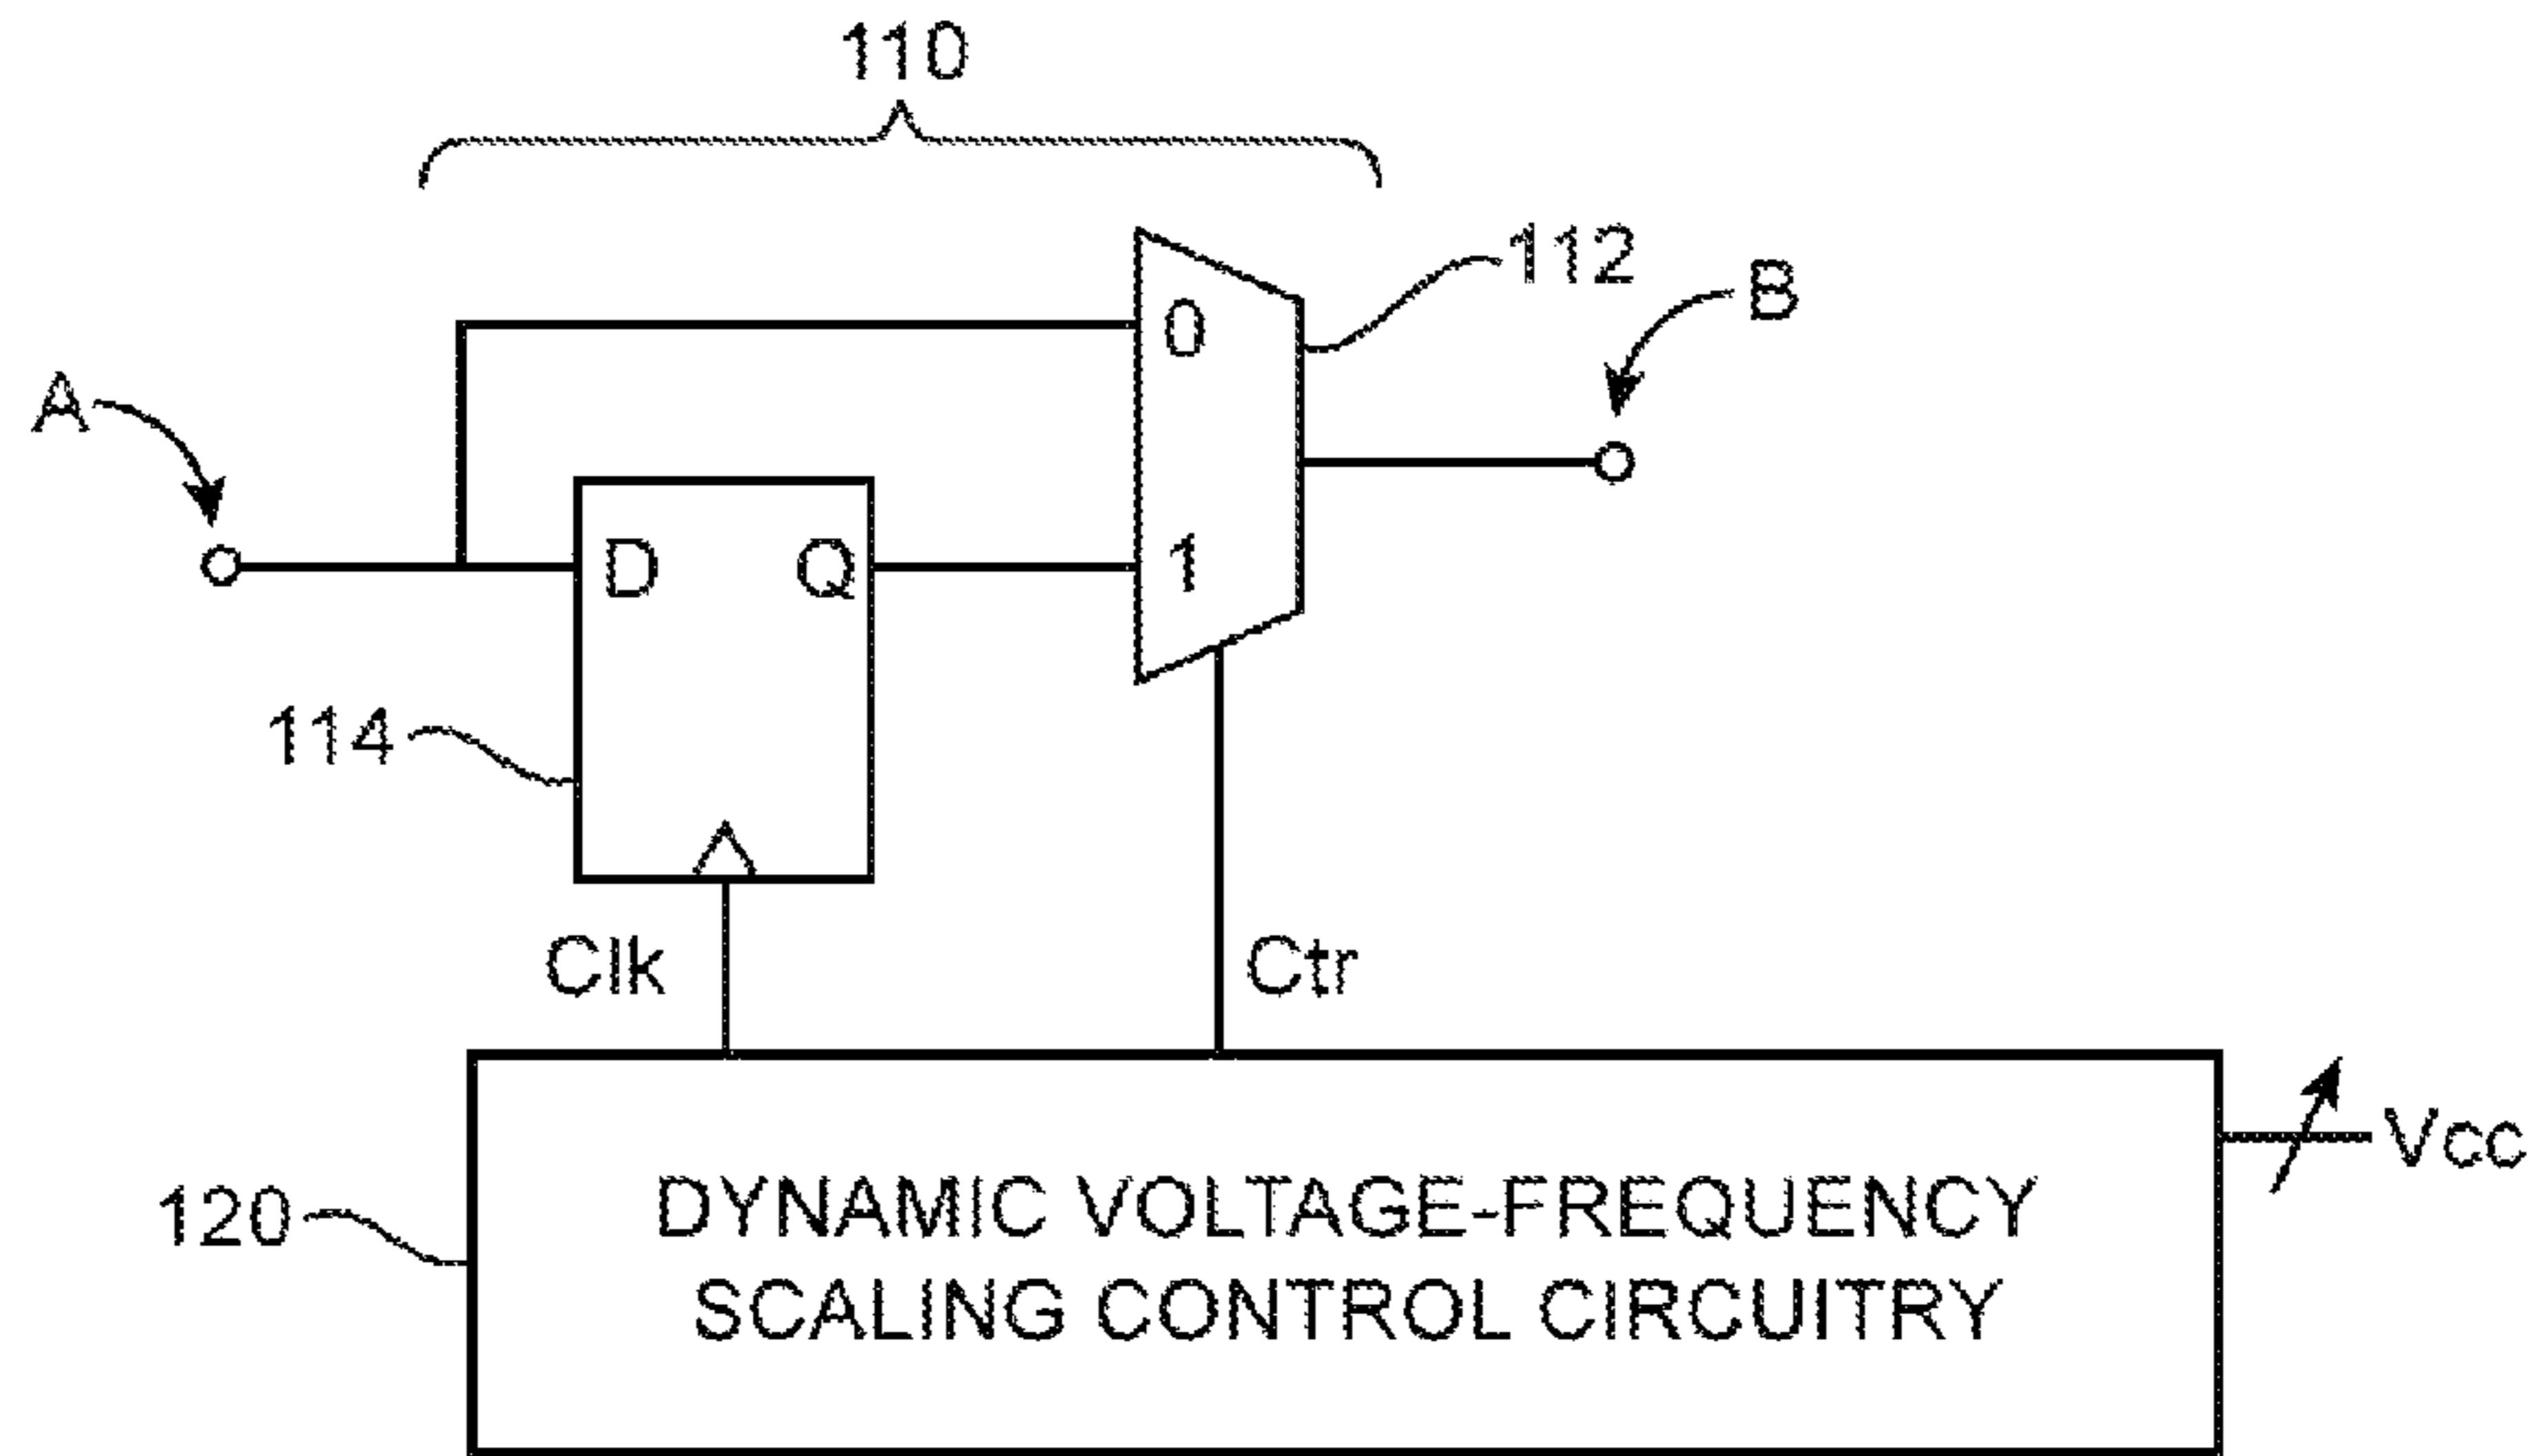 110
112
B
0
A
D Q 1
114
Clk Ctr
Vcc
120
DYNAMIC VOLTAGE-FREQUENCY
SCALING CONTROL CIRCUITRY